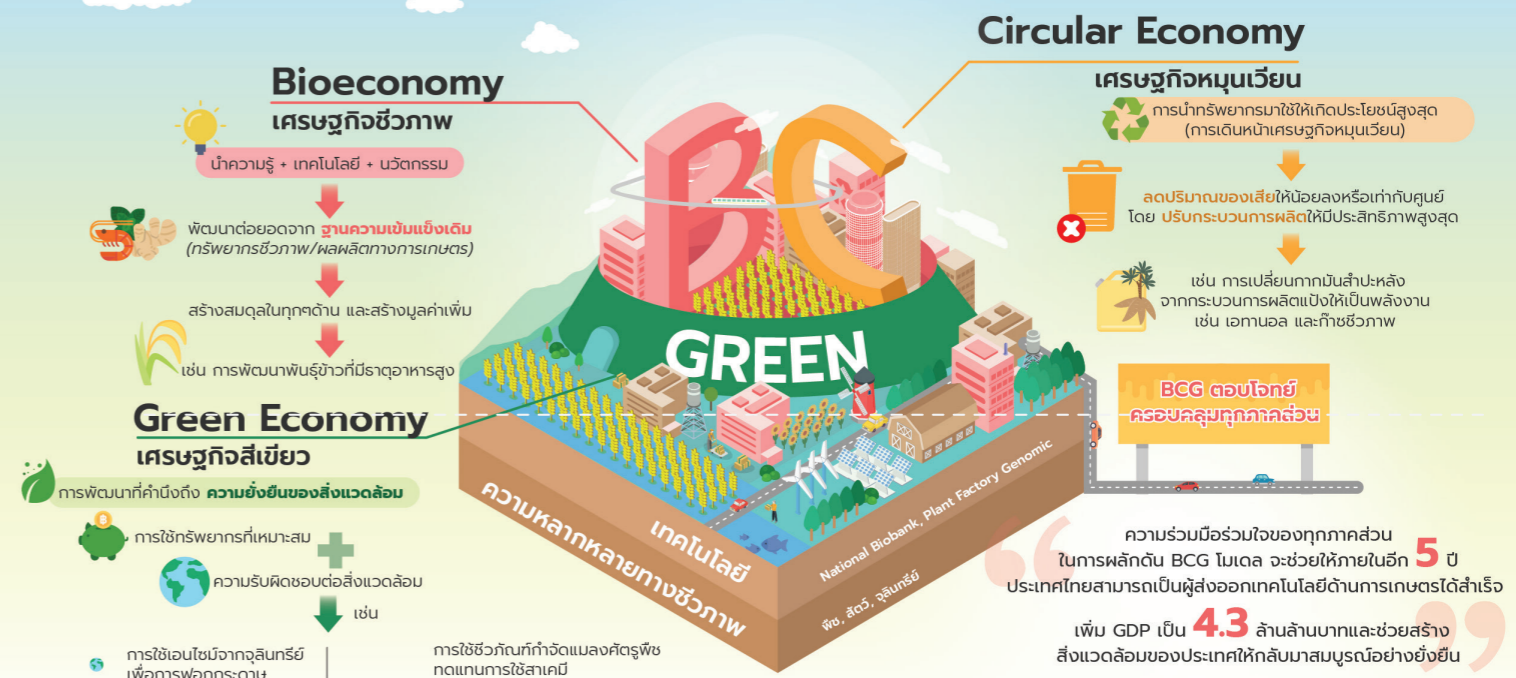 Bioeconomy
เศรษฐกิจชีวภาพ
นำความรู้ + เทคโนโลยี + นวัตกรรม
พัฒนาต่อยอดจาก ฐานความเข้มแข็งเดิม
(ทรัพยากรชีวภาพ/ผลผลิตทางการเกษตร)
สร้างสมดุลในทุกๆด้าน และสร้างมูลค่าเพิ่ม
เช่น การพัฒนาพันธุ์ข้าวที่มีธาตุอาหารสูง
Circular Economy
เศรษฐกิจหมุนเวียน
การนำทรัพยากรมาใช้ให้เกิดประโยชน์สูงสุด
(การเดินหน้าเศรษฐกิจหมุนเวียน)
ลดปริมาณของเสียให้น้อยลงหรือเท่ากับศูนย์
โดย ปรับกระบวนการผลิตให้มีประสิทธิภาพสูงสุด
เช่น การเปลี่ยนกากมันสำปะหลัง
จากกระบวนการผลิตแป้งให้เป็นพลังงาน
เช่น เอทานอล และก๊าซชีวภาพ
BC
GREEN
Green Economy
เศรษฐกิจสีเขียว
การพัฒนาที่คำนึงถึง ความยั่งยืนของสิ่งแวดล้อม
การใช้ทรัพยากรที่เหมาะสม
ความรับผิดชอบต่อสิ่งแวดล้อม
เช่น
การใช้เอนไซม์จากจุลินทรีย์
เพื่อการฟอกกระดาษ
การใช้ชีวภัณฑ์กำจัดแมลงศัตรูพืช
ทดแทนการใช้สาเคมี
เทคโนโลยี
ความหลากหลายทางชีวภาพ
National Biobank, Plant Factory Genomic
พืช, สัตว์, จุลินทรีย์
BCG ตอบโจทย์
ครอบคลุมทุกภาคส่วน
ความร่วมมือร่วมใจของทุกภาคส่วน
ในการผลักดัน BCG โมเดล จะช่วยให้ภายในอีก 5 ปี
ประเทศไทยสามารถเป็นผู้ส่งออกเทคโนโลยีด้านการเกษตรได้สำเร็จ
เพิ่ม GDP เป็น 4.3 ล้านล้านบาทและช่วยสร้าง
สิ่งแวดล้อมของประเทศให้กลับมาสมบูรณ์อย่างยั่งยืน